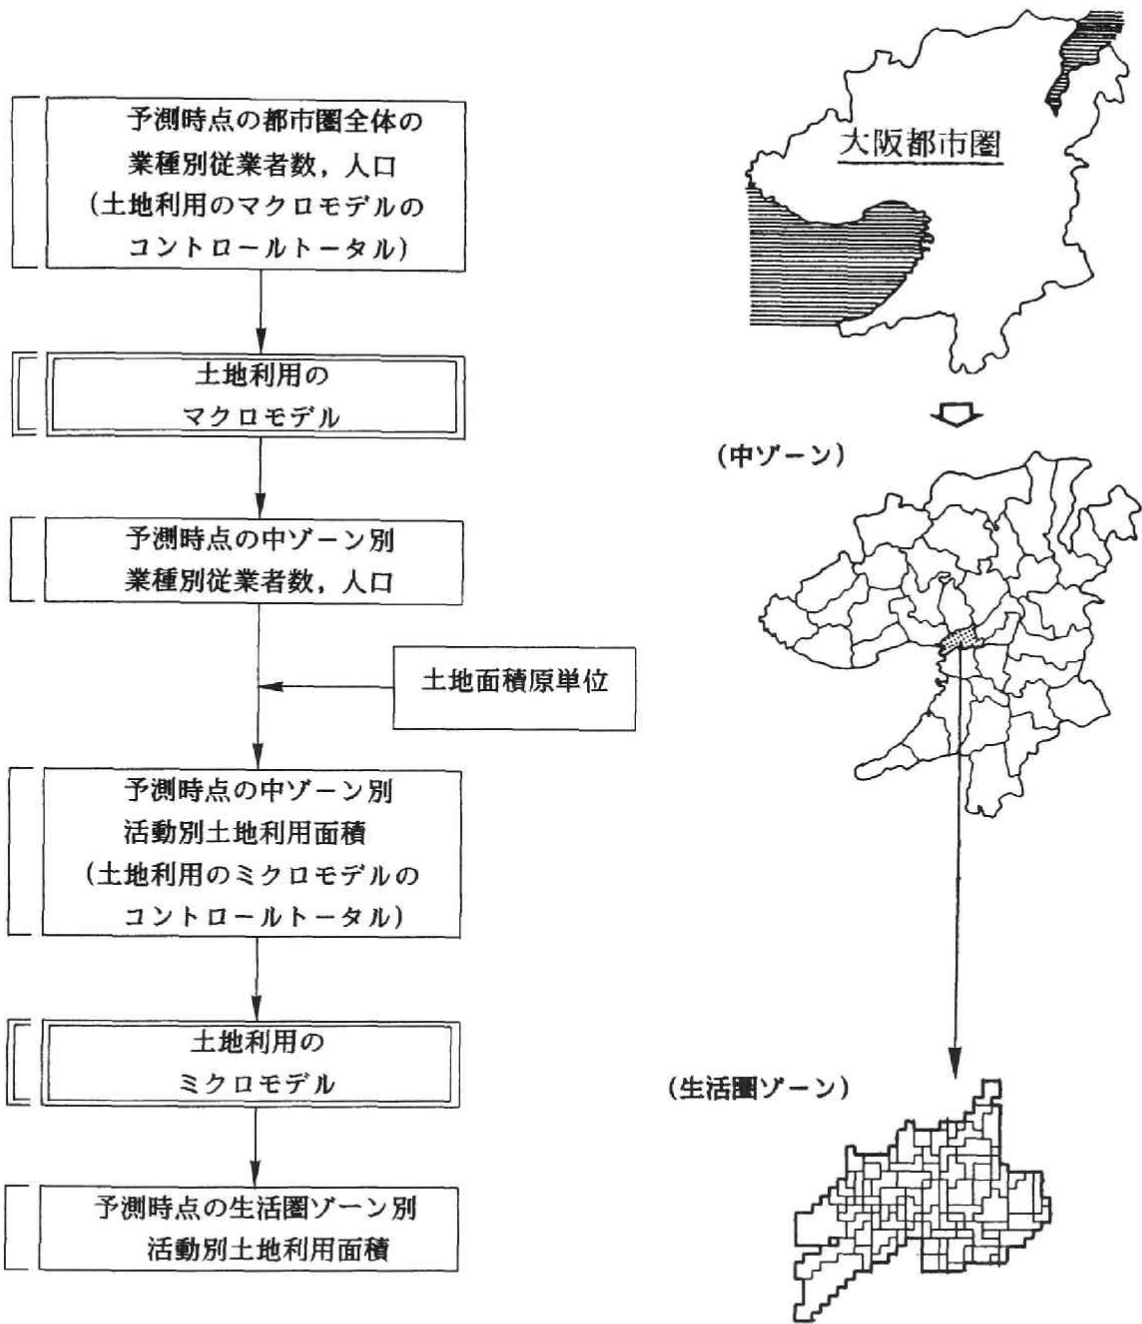 予測時点の都市圏全体の
業種別従業者数，人口
(土地利用のマクロモデルの
コントロールトータル)
土地利用の
マクロモデル
予測時点の中ゾーン別
業種別従業者数，人口
土地面積原単位
予測時点の中ゾーン別
活動別土地利用面積
(土地利用のミクロモデルの
コントロールトータル)
土地利用の
ミクロモデル
予測時点の生活圏ゾーン別
活動別土地利用面積
大阪都市圏
(中ゾーン)
(生活圏ゾーン)